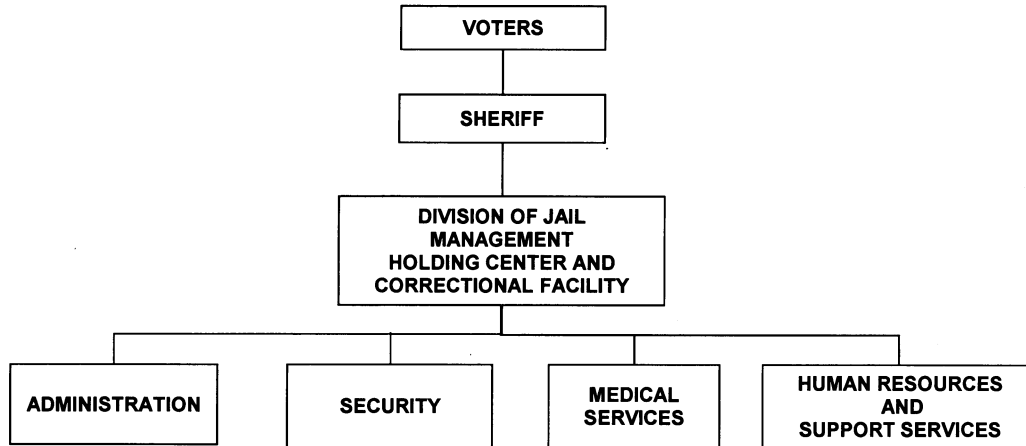 VOTERS
SHERIFF
DIVISION OF JAIL
MANAGEMENT
HOLDING CENTER AND
CORRECTIONAL FACILITY
ADMINISTRATION
SECURITY
MEDICAL
SERVICES
HUMAN RESOURCES
AND
SUPPORT SERVICES